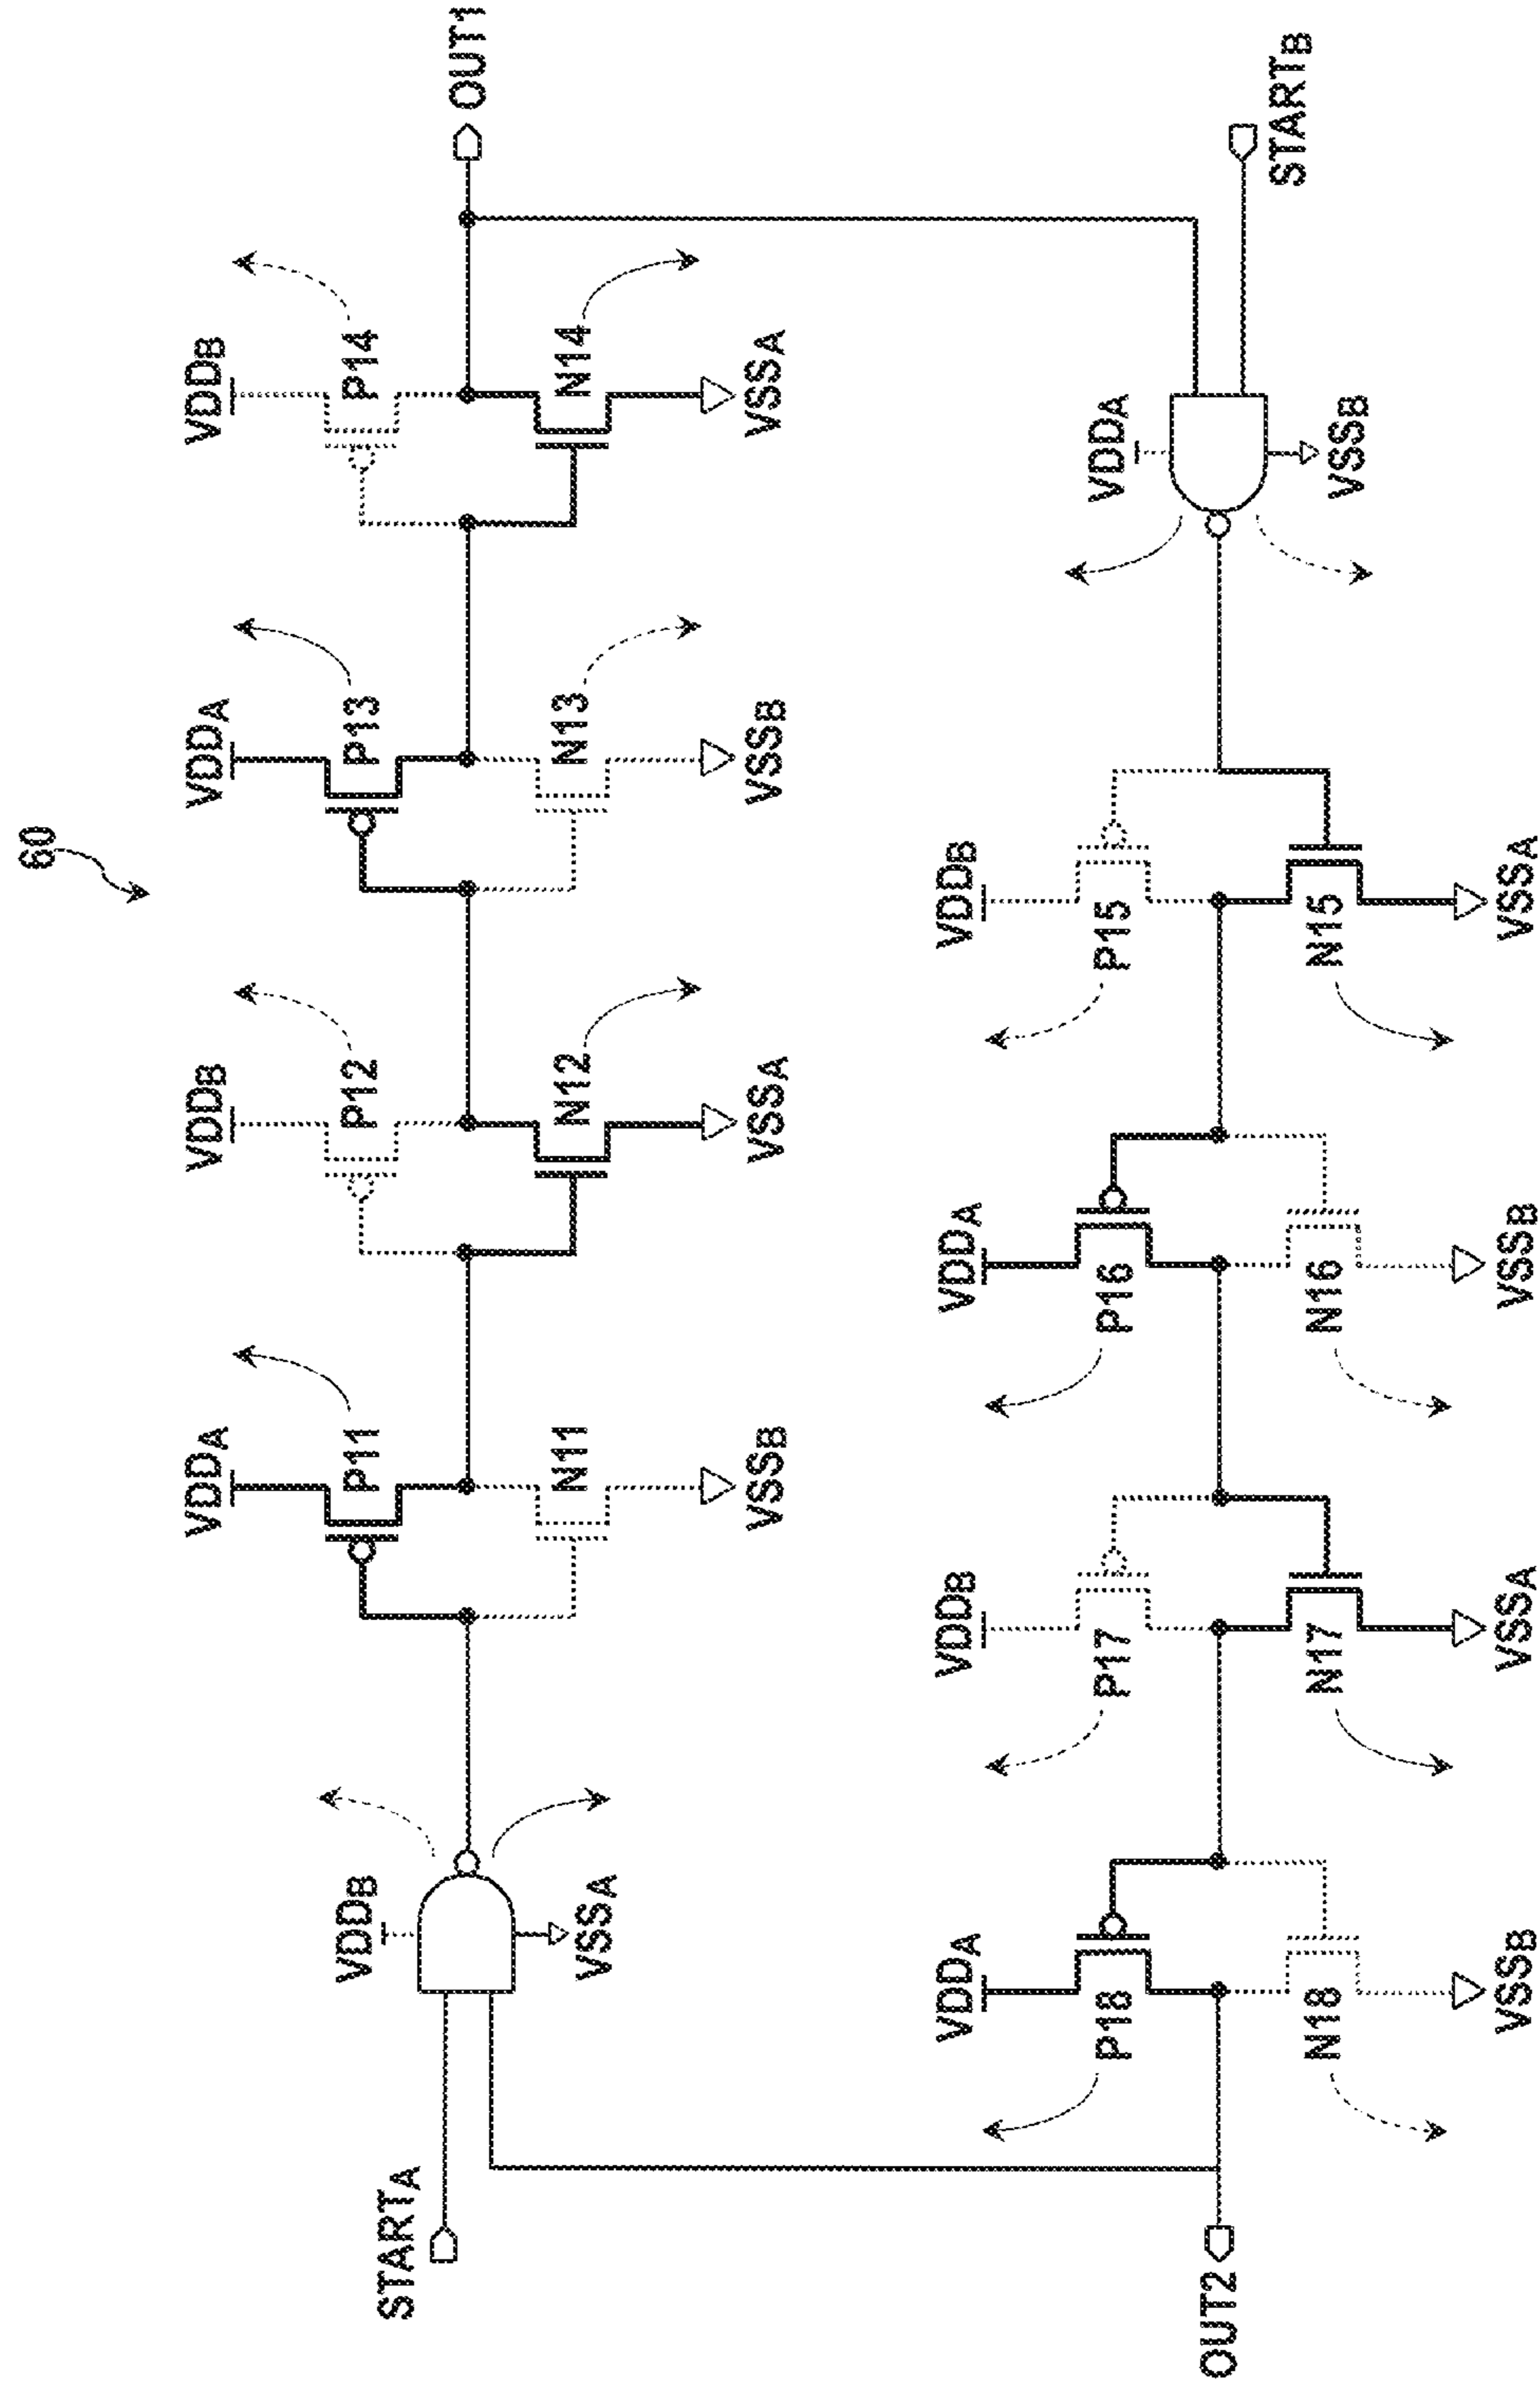 60
VDDB
VDDA
VDDB
VDDA
VDDB
STARTA
P11
P12
P13
P14
OUT1
N11
N12
N13
N14
VSSA
VSSB
VSSA
VSSB
VSSA
VDDA
VDDB
VDDA
VDDB
VDDA
P18
P17
P16
P15
STARTB
OUT2
N18
N17
N16
N15
VSSB
VSSB
VSSA
VSSB
VSSA